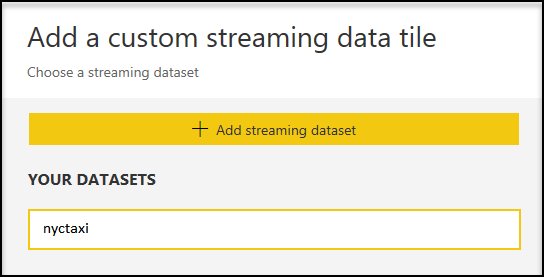 Add a custom streaming data tile
Choose a streaming dataset
Add streaming dataset
YOUR DATASETS
nyctaxi